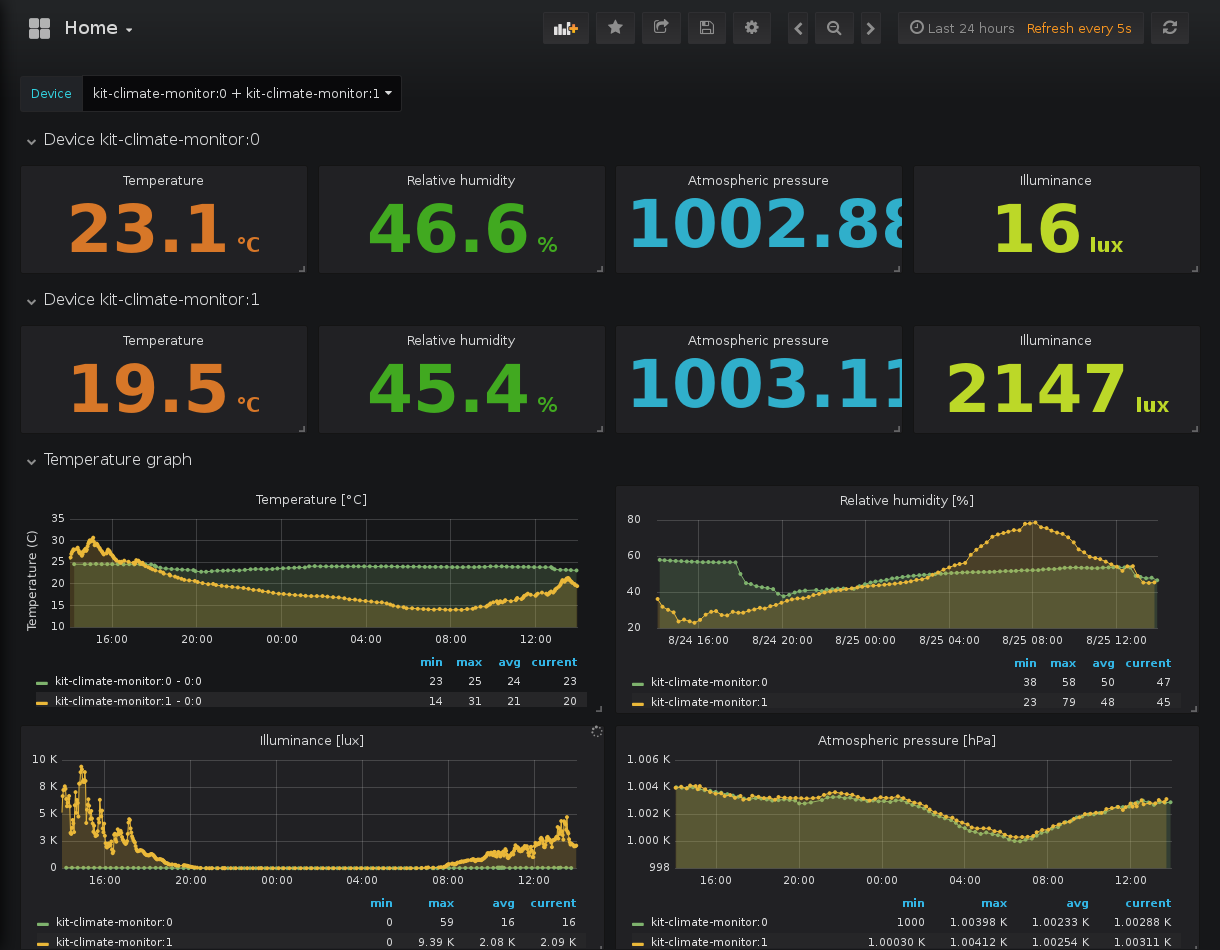 Home
Last 24 hours Refresh every 5s
Device kit-climate-monitor:0 + kit-climate-monitor:1
Device kit-climate-monitor:0
Temperature Relative humidity Atmospheric pressure Illuminance
23.1 °C 46.6 % 1002.88 16 lux
Device kit-climate-monitor:1
Temperature Relative humidity Atmospheric pressure Illuminance
19.5 °C 45.4 % 1003.11 2147 lux
Temperature graph
Temperature [°C]
Temperature (C)
35
30
25
20
15
10
16:00 20:00 00:00 04:00 08:00 12:00
min max avg current
kit-climate-monitor:0 - 0:0 23 25 24 23
kit-climate-monitor:1 - 0:0 14 31 21 20
Relative humidity [%]
80
60
40
20
8/24 16:00 8/24 20:00 8/25 00:00 8/25 04:00 8/25 08:00 8/25 12:00
min max avg current
kit-climate-monitor:0 38 58 50 47
kit-climate-monitor:1 23 79 48 45
Illuminance [lux]
10 K
8 K
5 K
3 K
0
16:00 20:00 00:00 04:00 08:00 12:00
min max avg current
kit-climate-monitor:0 0 59 16 16
kit-climate-monitor:1 0 9.39 K 2.08 K 2.09 K
Atmospheric pressure [hPa]
1.006 K
1.004 K
1.002 K
1.000 K
998
16:00 20:00 00:00 04:00 08:00 12:00
min max avg current
kit-climate-monitor:0 1000 1.00398 K 1.00233 K 1.00288 K
kit-climate-monitor:1 1.00030 K 1.00412 K 1.00254 K 1.00311 K